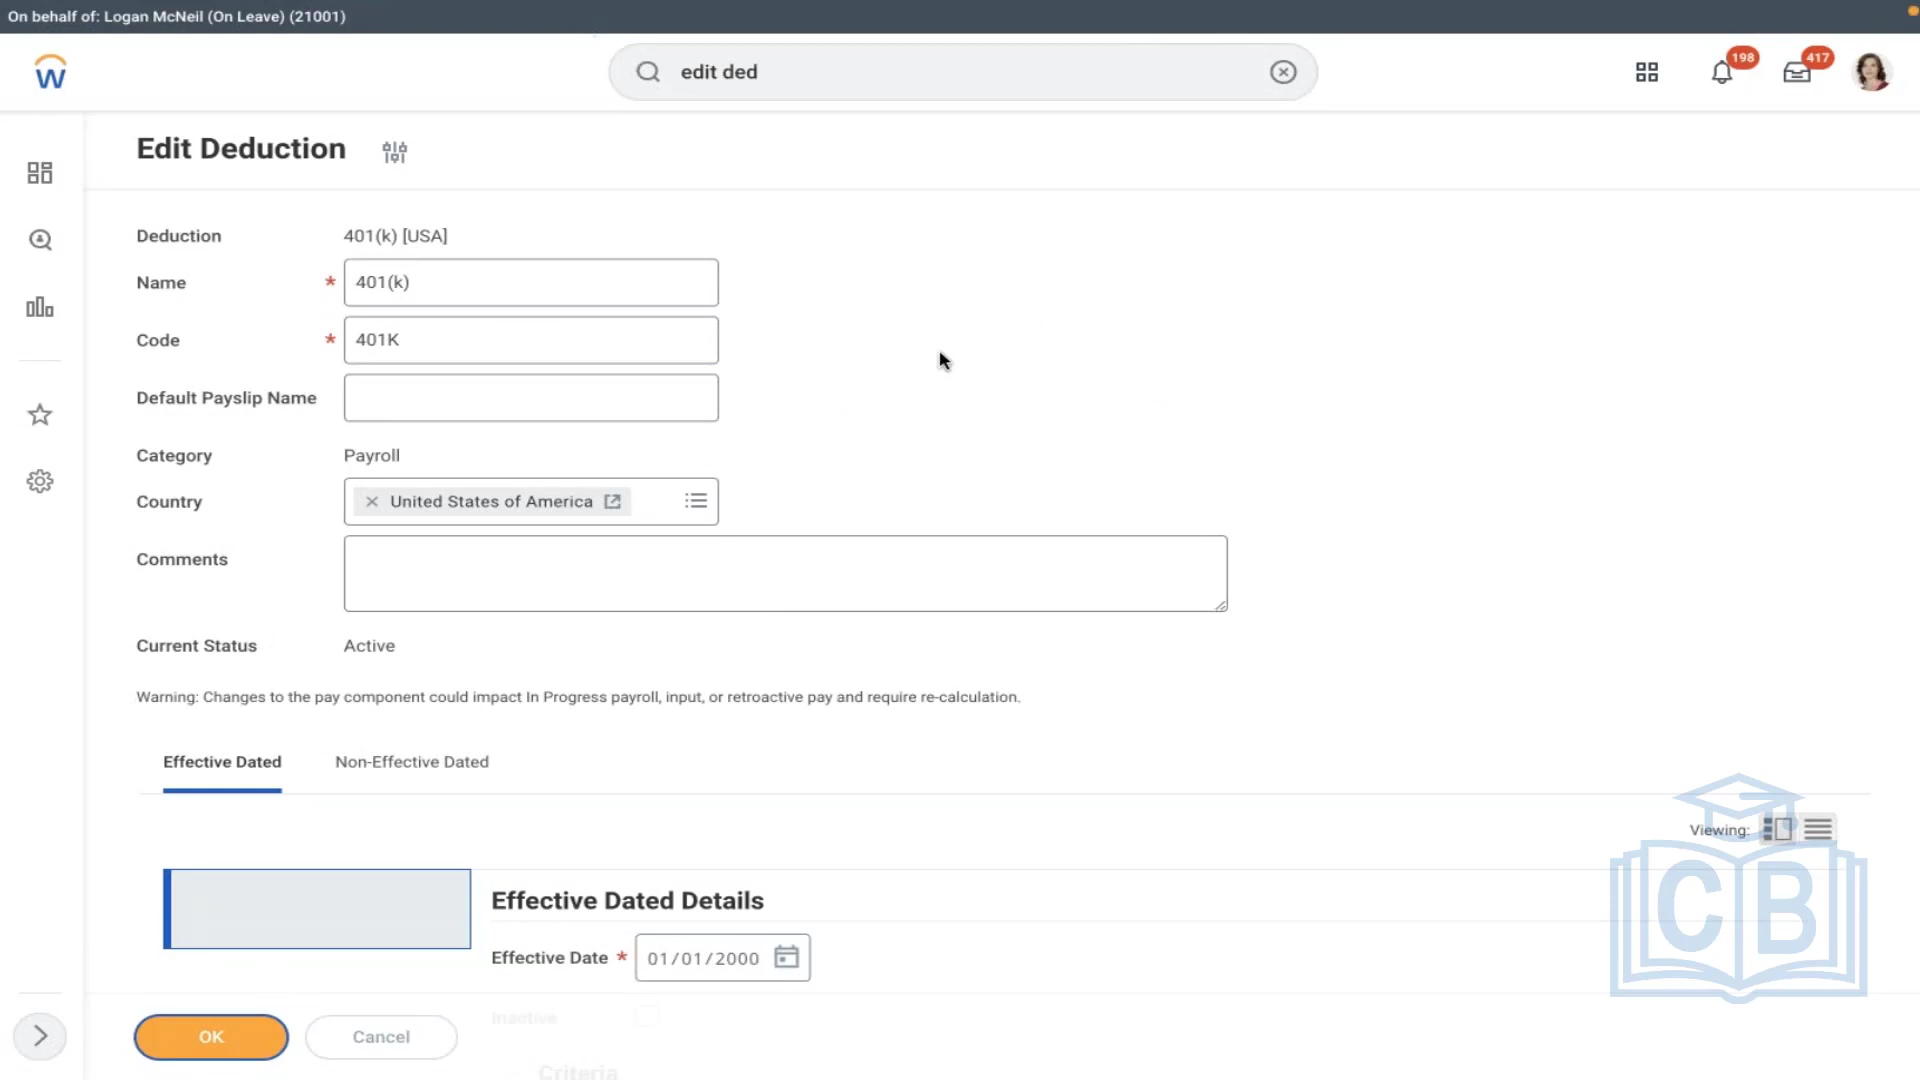 On behalf of: Logan McNeil (On Leave) (21001)
W
edit ded
198
417
Edit Deduction
Deduction 401(k) [USA]
Name * 401(k)
Code * 401K
Default Payslip Name
Category Payroll
Country United States of America
Comments
Current Status Active
Warning: Changes to the pay component could impact In Progress payroll, input, or retroactive pay and require re-calculation.
Effective Dated Non-Effective Dated
Viewing:
Effective Dated Details
Effective Date * 01/01/2000
Inactive
OK Cancel
Criteria
CB